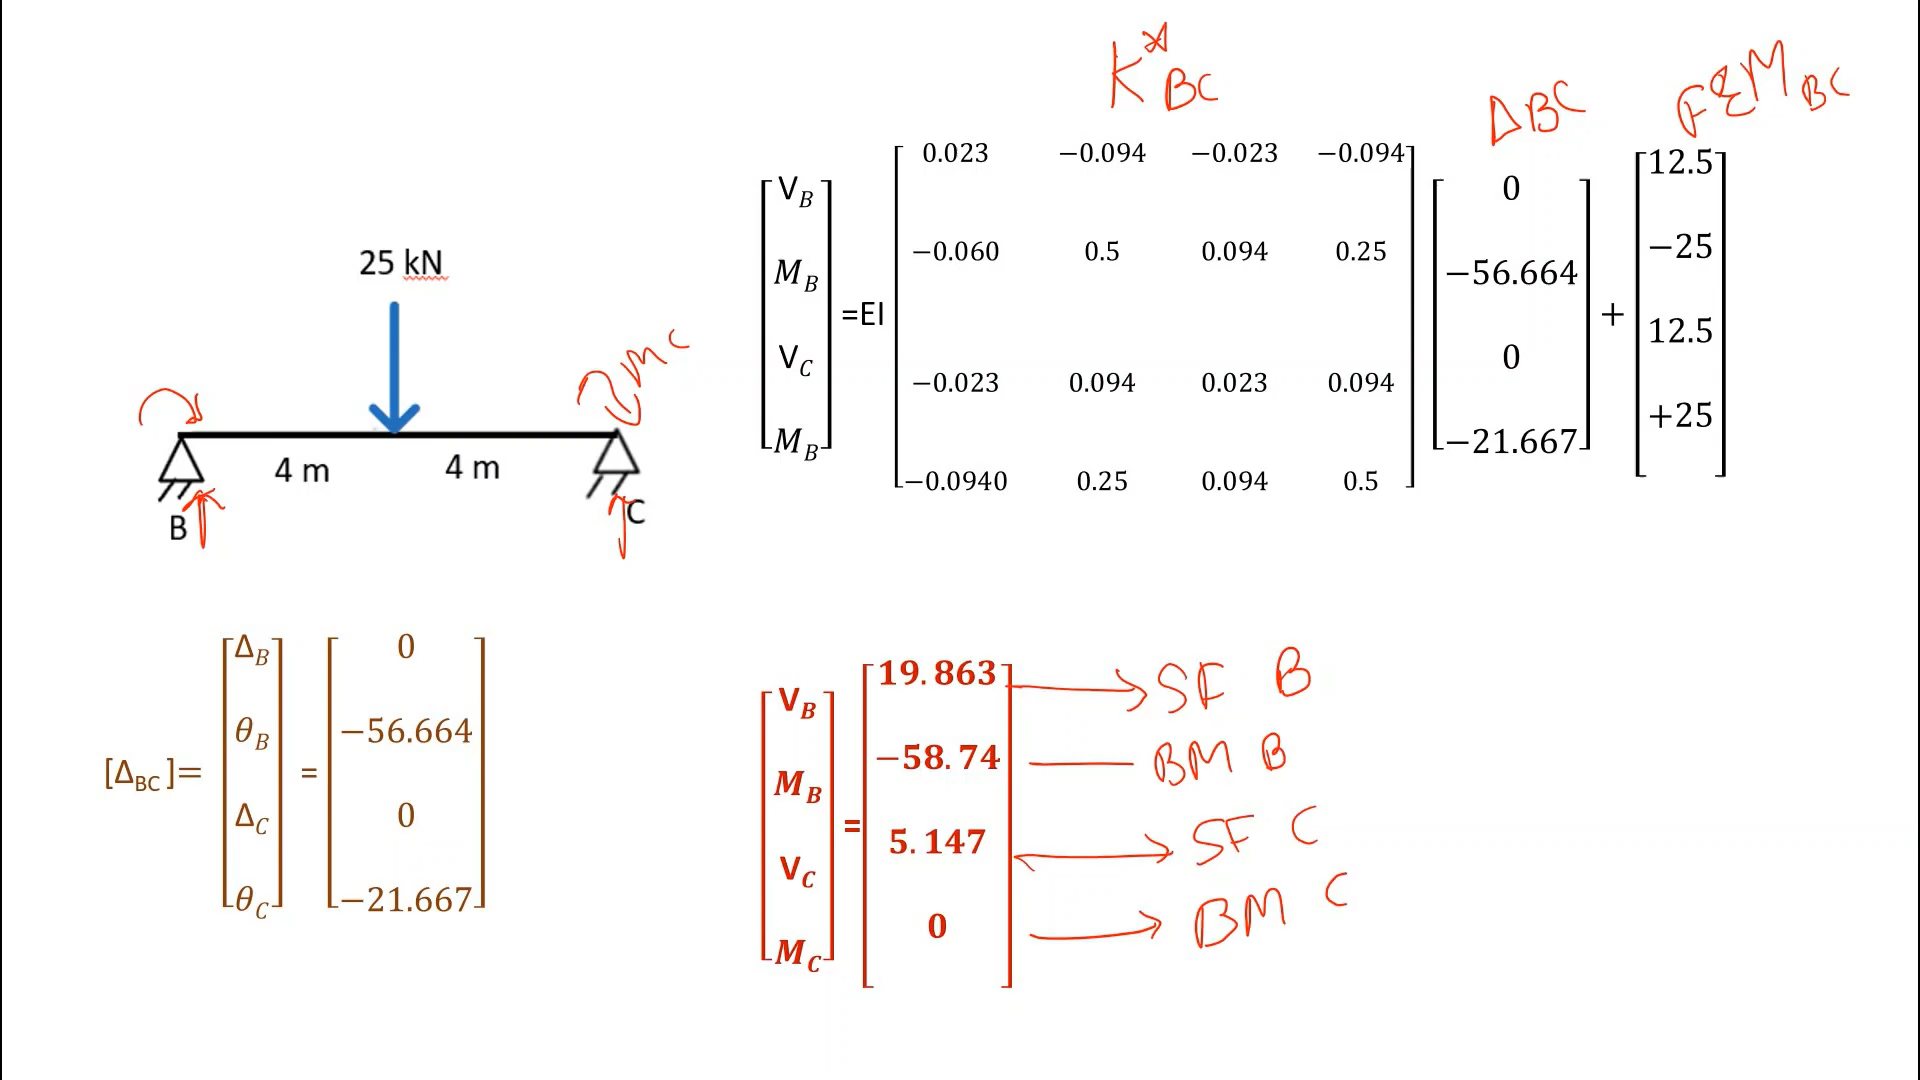 K*BC
ΔBC
F&MBC
25 kN
4 m
4 m
B
C
MC
[VB MB VC MB] =EI [0.023 −0.094 −0.023 −0.094] [0 −56.664 0 −21.667] + [12.5 −25 12.5 +25]
−0.060 0.5 0.094 0.25
−0.023 0.094 0.023 0.094
−0.0940 0.25 0.094 0.5
[ΔBC]= [ΔB θB ΔC θC] = [0 −56.664 0 −21.667]
[VB MB VC MC] = [19.863 −58.74 5.147 0]
SF B
BM B
SF C
BM C